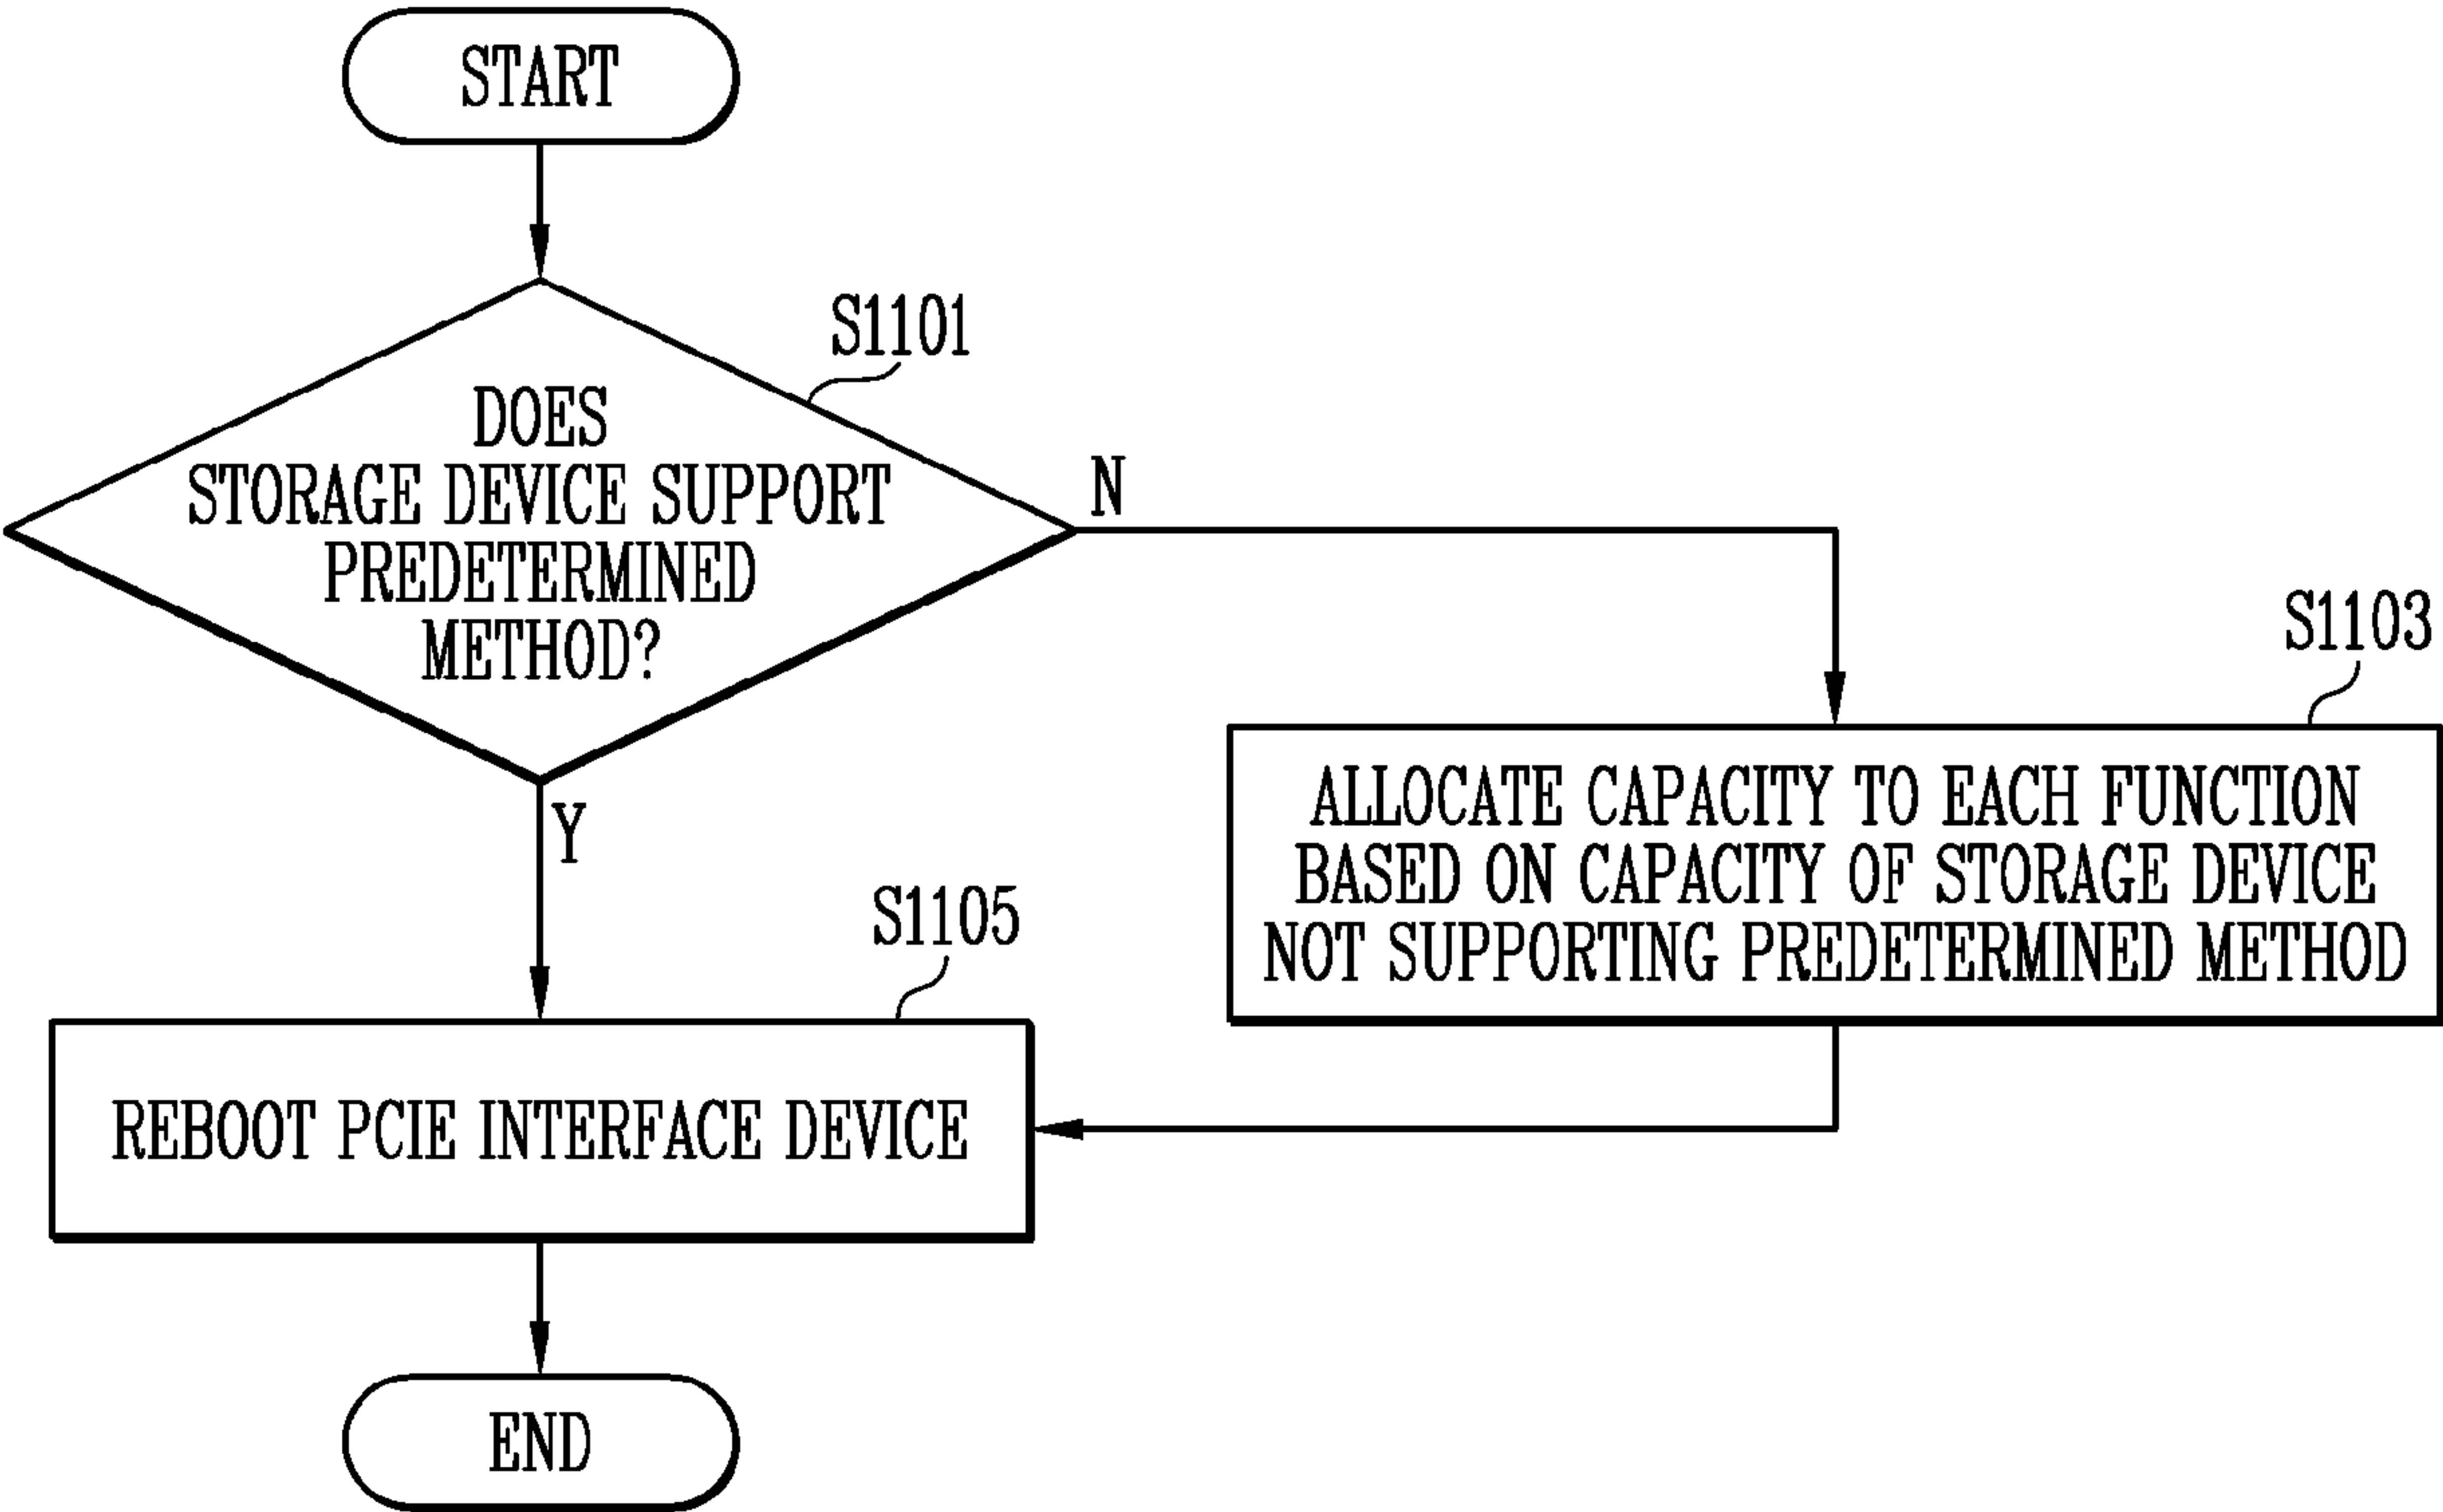 START
S1101
DOES
STORAGE DEVICE SUPPORT
PREDETERMINED
METHOD?
N
Y
S1103
ALLOCATE CAPACITY TO EACH FUNCTION
BASED ON CAPACITY OF STORAGE DEVICE
NOT SUPPORTING PREDETERMINED METHOD
S1105
REBOOT PCIE INTERFACE DEVICE
END